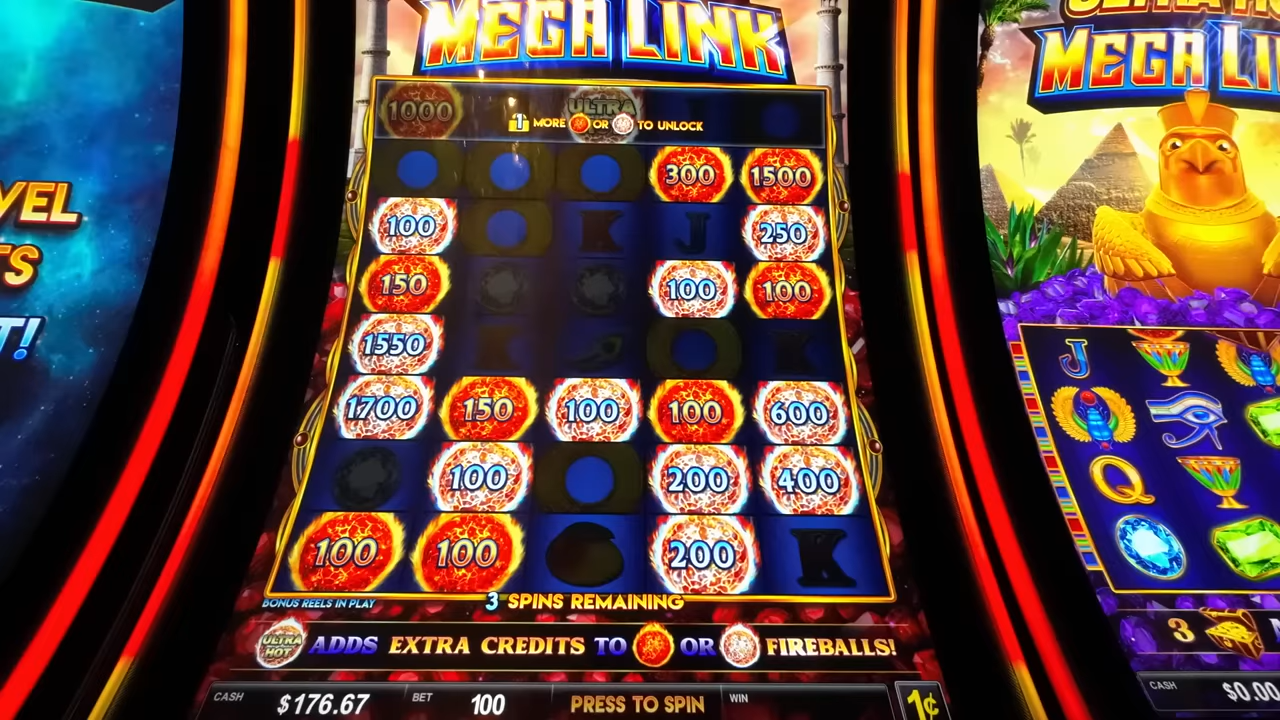 MEGA LINK
1000 ULTRA
1 MORE OR TO UNLOCK
300 1500
100 K J 250
150 100 100
1550
1700 150 100 100 600
100 200 400
100 100 200 K
BONUS REELS IN PLAY
3 SPINS REMAINING
ULTRA HOT ADDS EXTRA CREDITS TO OR FIREBALLS!
CASH $176.67 BET 100 PRESS TO SPIN WIN 1¢
MEGA LI
J
Q
3
CASH $0.00
VEL
TS
T!